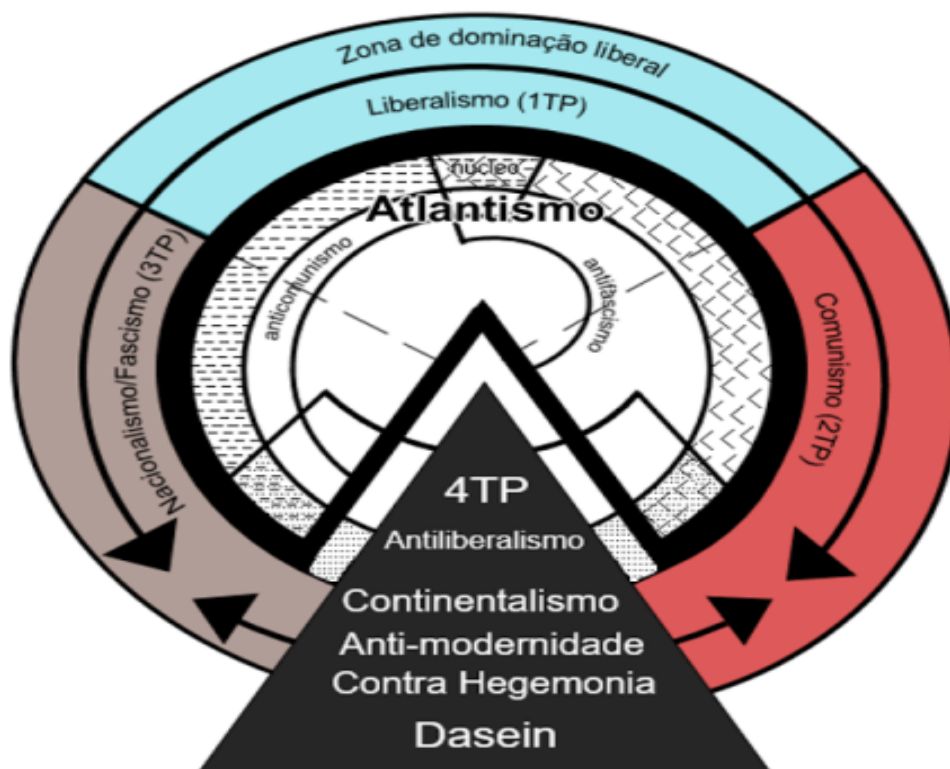 Zona de dominação liberal
Liberalismo (1TP)
núcleo
Atlantismo
anticomunismo
antifascismo
Nacionalismo/Fascismo (3TP)
Comunismo (2TP)
4TP
Antiliberalismo
Continentalismo
Anti-modernidade
Contra Hegemonia
Dasein